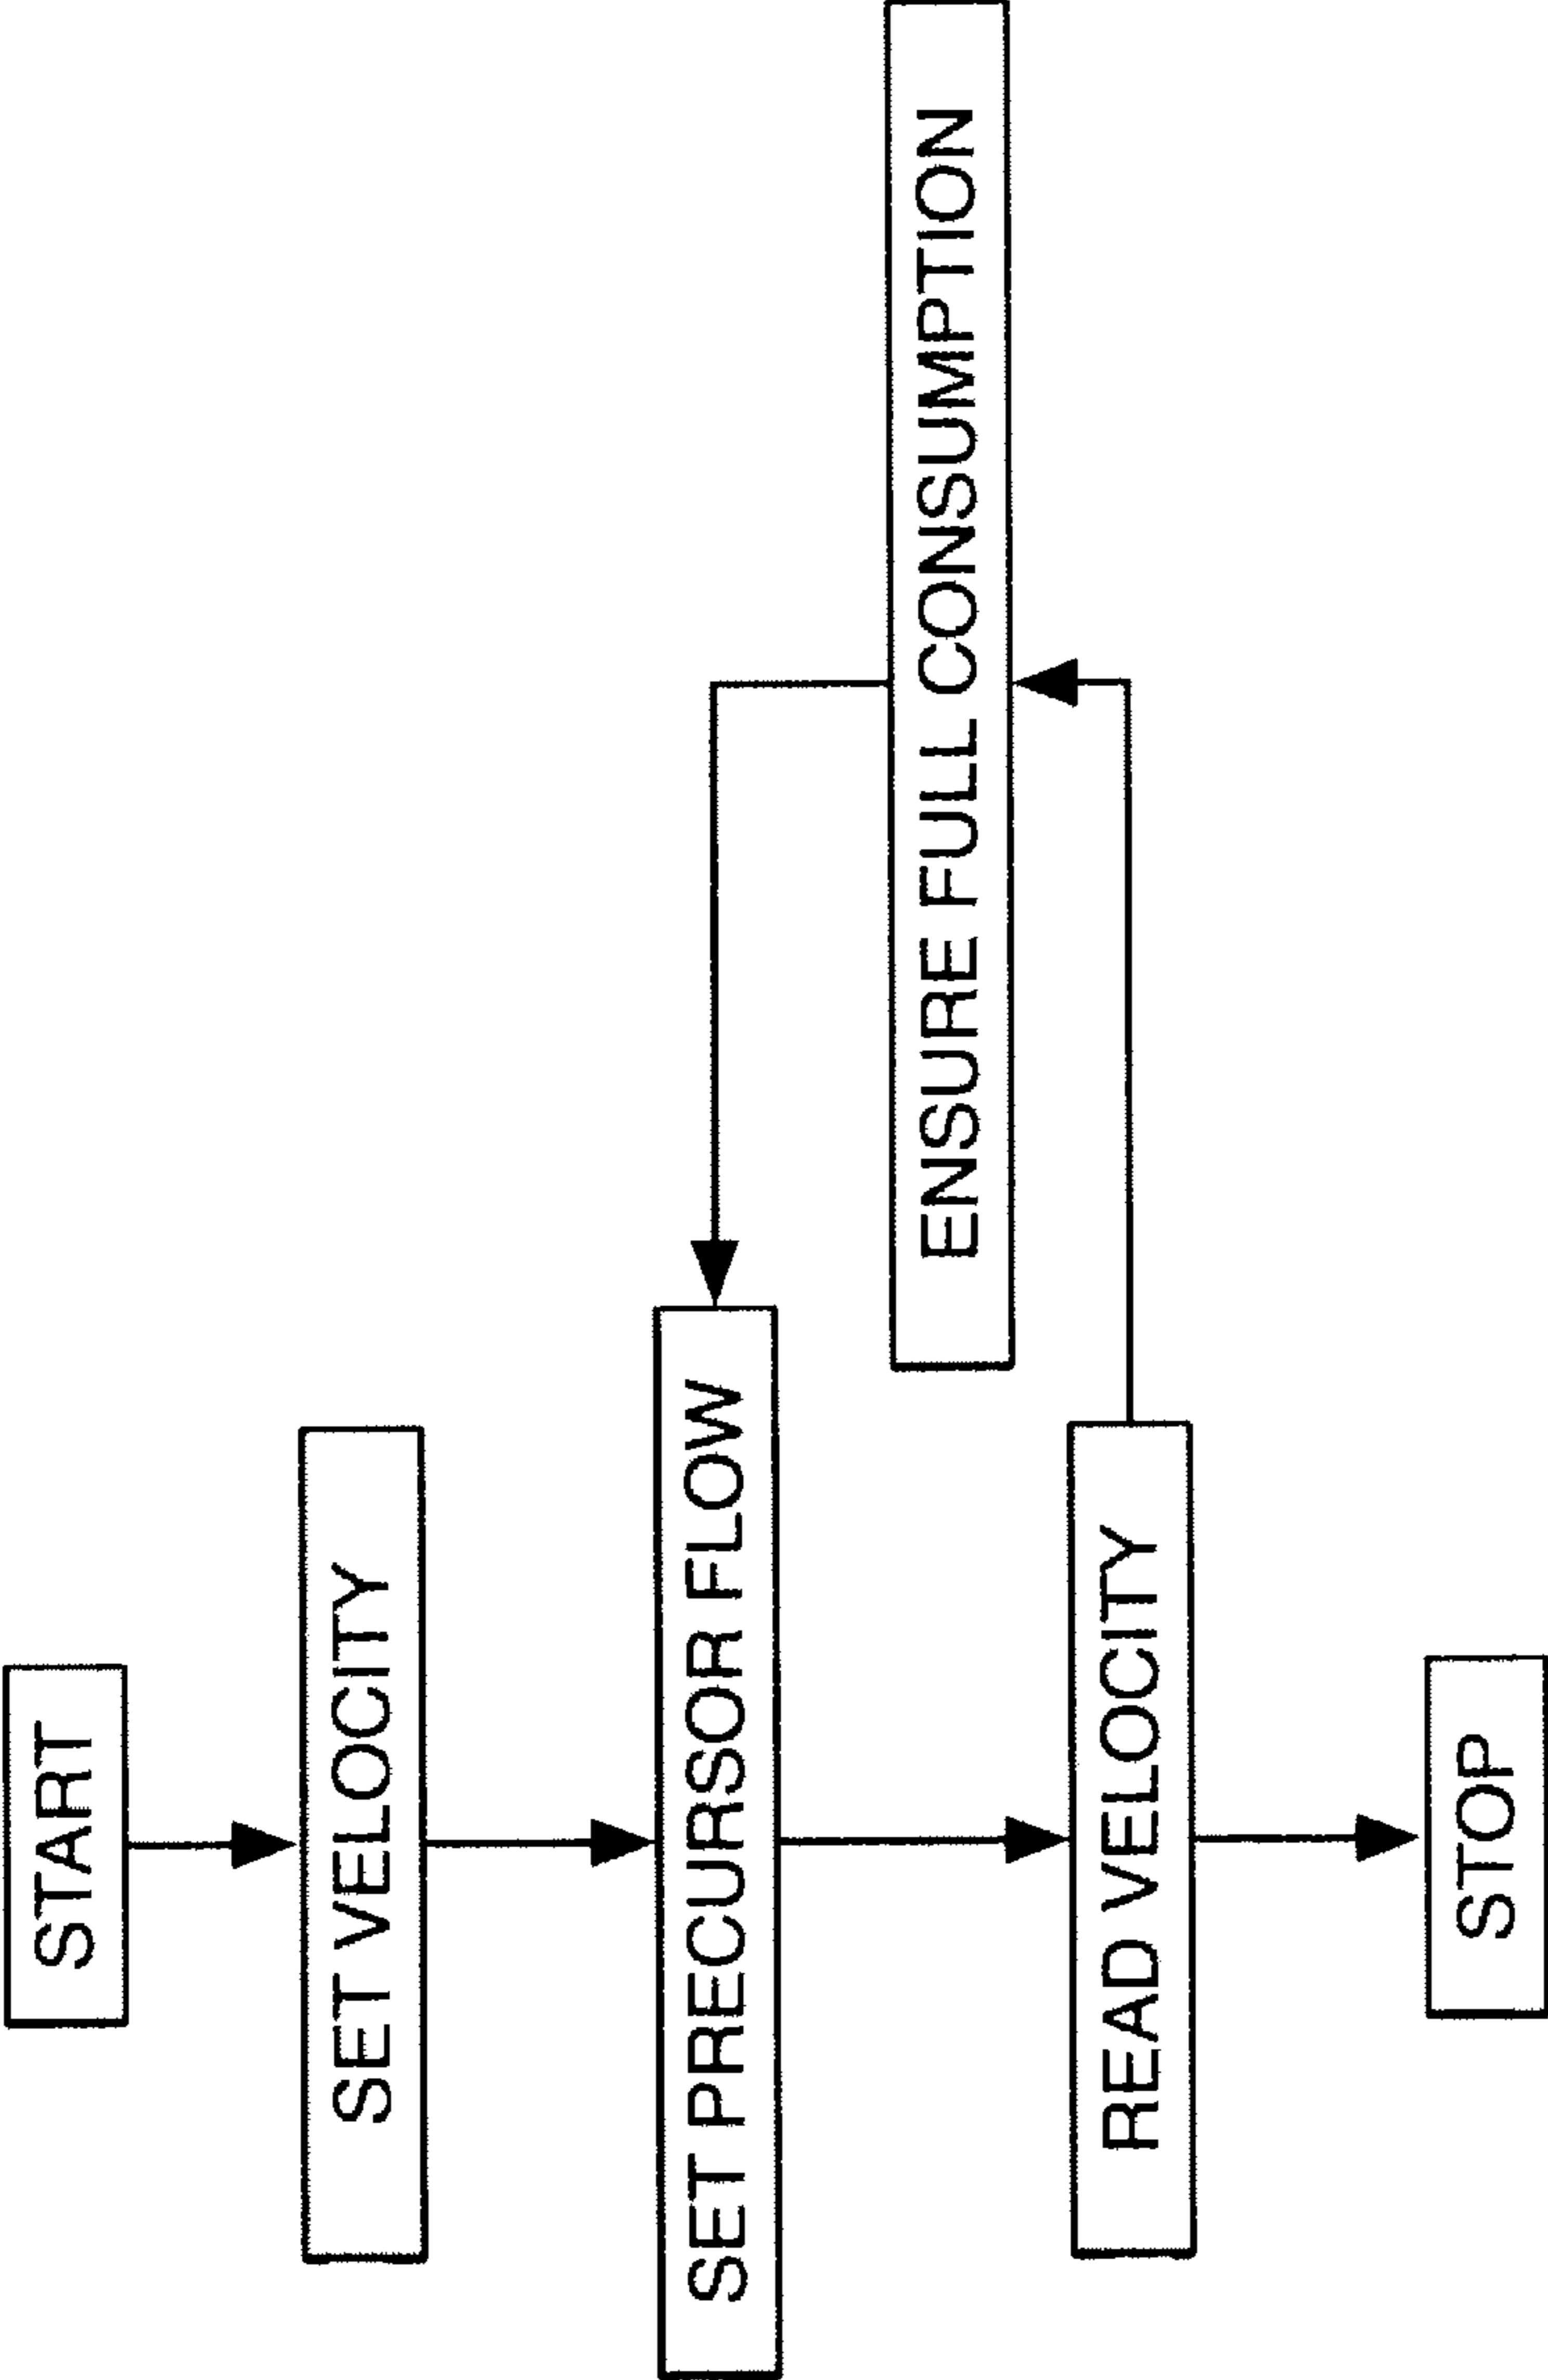 START
SET VELOCITY
SET PRECURSOR FLOW
ENSURE FULL CONSUMPTION
READ VELOCITY
STOP